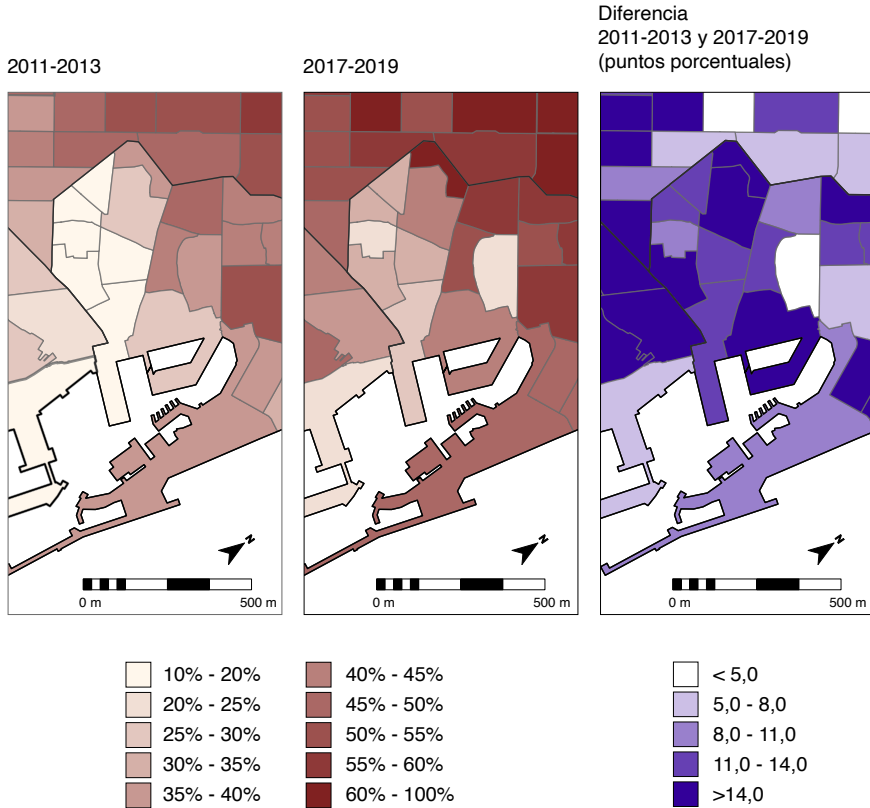 2011-2013
2017-2019
Diferencia
2011-2013 y 2017-2019
(puntos porcentuales)
N
0 m
500 m
N
0 m
500 m
N
0 m
500 m
10% - 20%
20% - 25%
25% - 30%
30% - 35%
35% - 40%
40% - 45%
45% - 50%
50% - 55%
55% - 60%
60% - 100%
< 5,0
5,0 - 8,0
8,0 - 11,0
11,0 - 14,0
>14,0